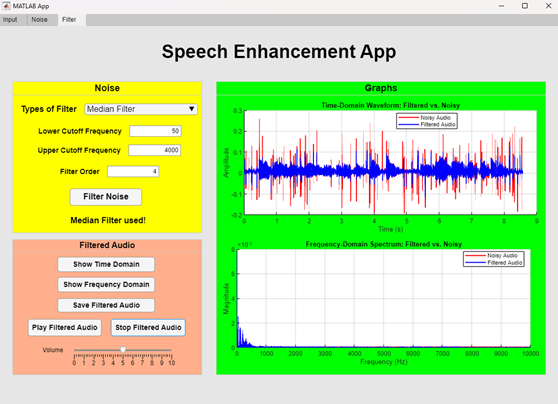 MATLAB App
Input Noise Filter
Speech Enhancement App
Noise
Types of Filter Median Filter
Lower Cutoff Frequency 50
Upper Cutoff Frequency 4000
Filter Order 4
Filter Noise
Median Filter used!
Filtered Audio
Show Time Domain
Show Frequency Domain
Save Filtered Audio
Play Filtered Audio Stop Filtered Audio
Volume
0 1 2 3 4 5 6 7 8 9 10
Graphs
Time-Domain Waveform: Filtered vs. Noisy
Noisy Audio
Filtered Audio
Amplitude
0.3
0.2
0.1
0
-0.1
-0.2
0 1 2 3 4 5 6 7 8 9
Time (s)
Frequency-Domain Spectrum: Filtered vs. Noisy
Noisy Audio
Filtered Audio
Magnitude
8
6
4
2
0
0 1000 2000 3000 4000 5000 6000 7000 8000 9000 10000
Frequency (Hz)